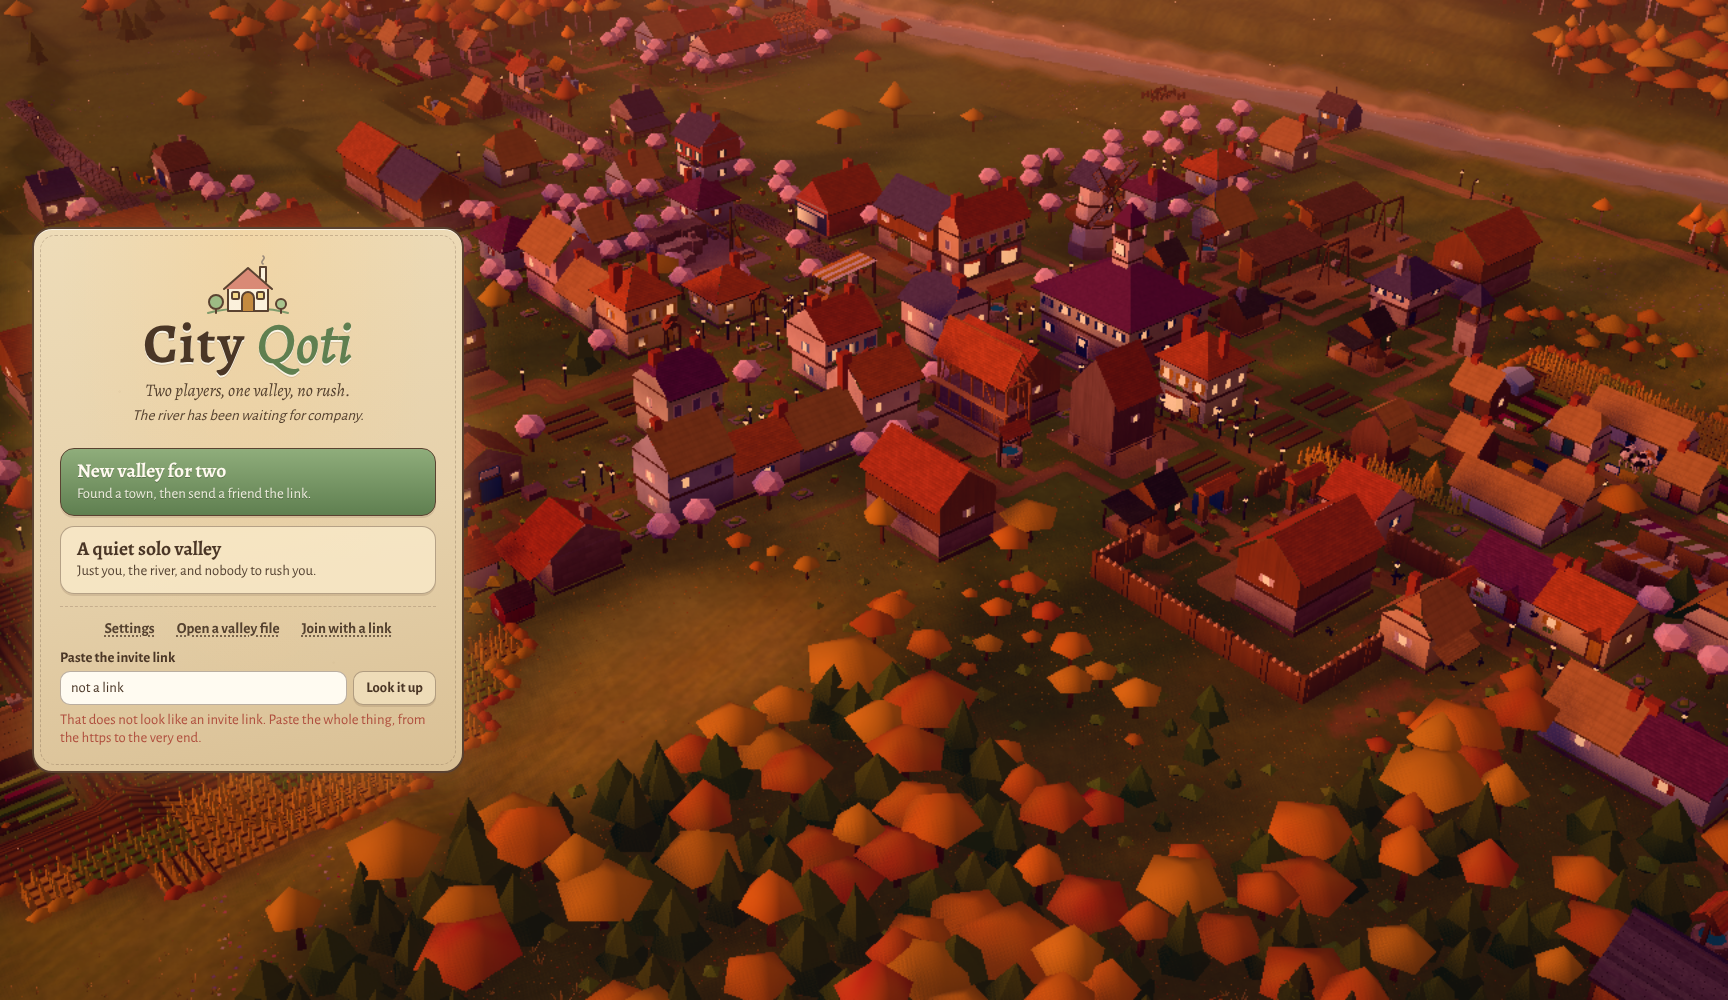 City Qoti
Two players, one valley, no rush.
The river has been waiting for company.
New valley for two
Found a town, then send a friend the link.
A quiet solo valley
Just you, the river, and nobody to rush you.
Settings Open a valley file Join with a link
Paste the invite link
not a link Look it up
That does not look like an invite link. Paste the whole thing, from
the https to the very end.